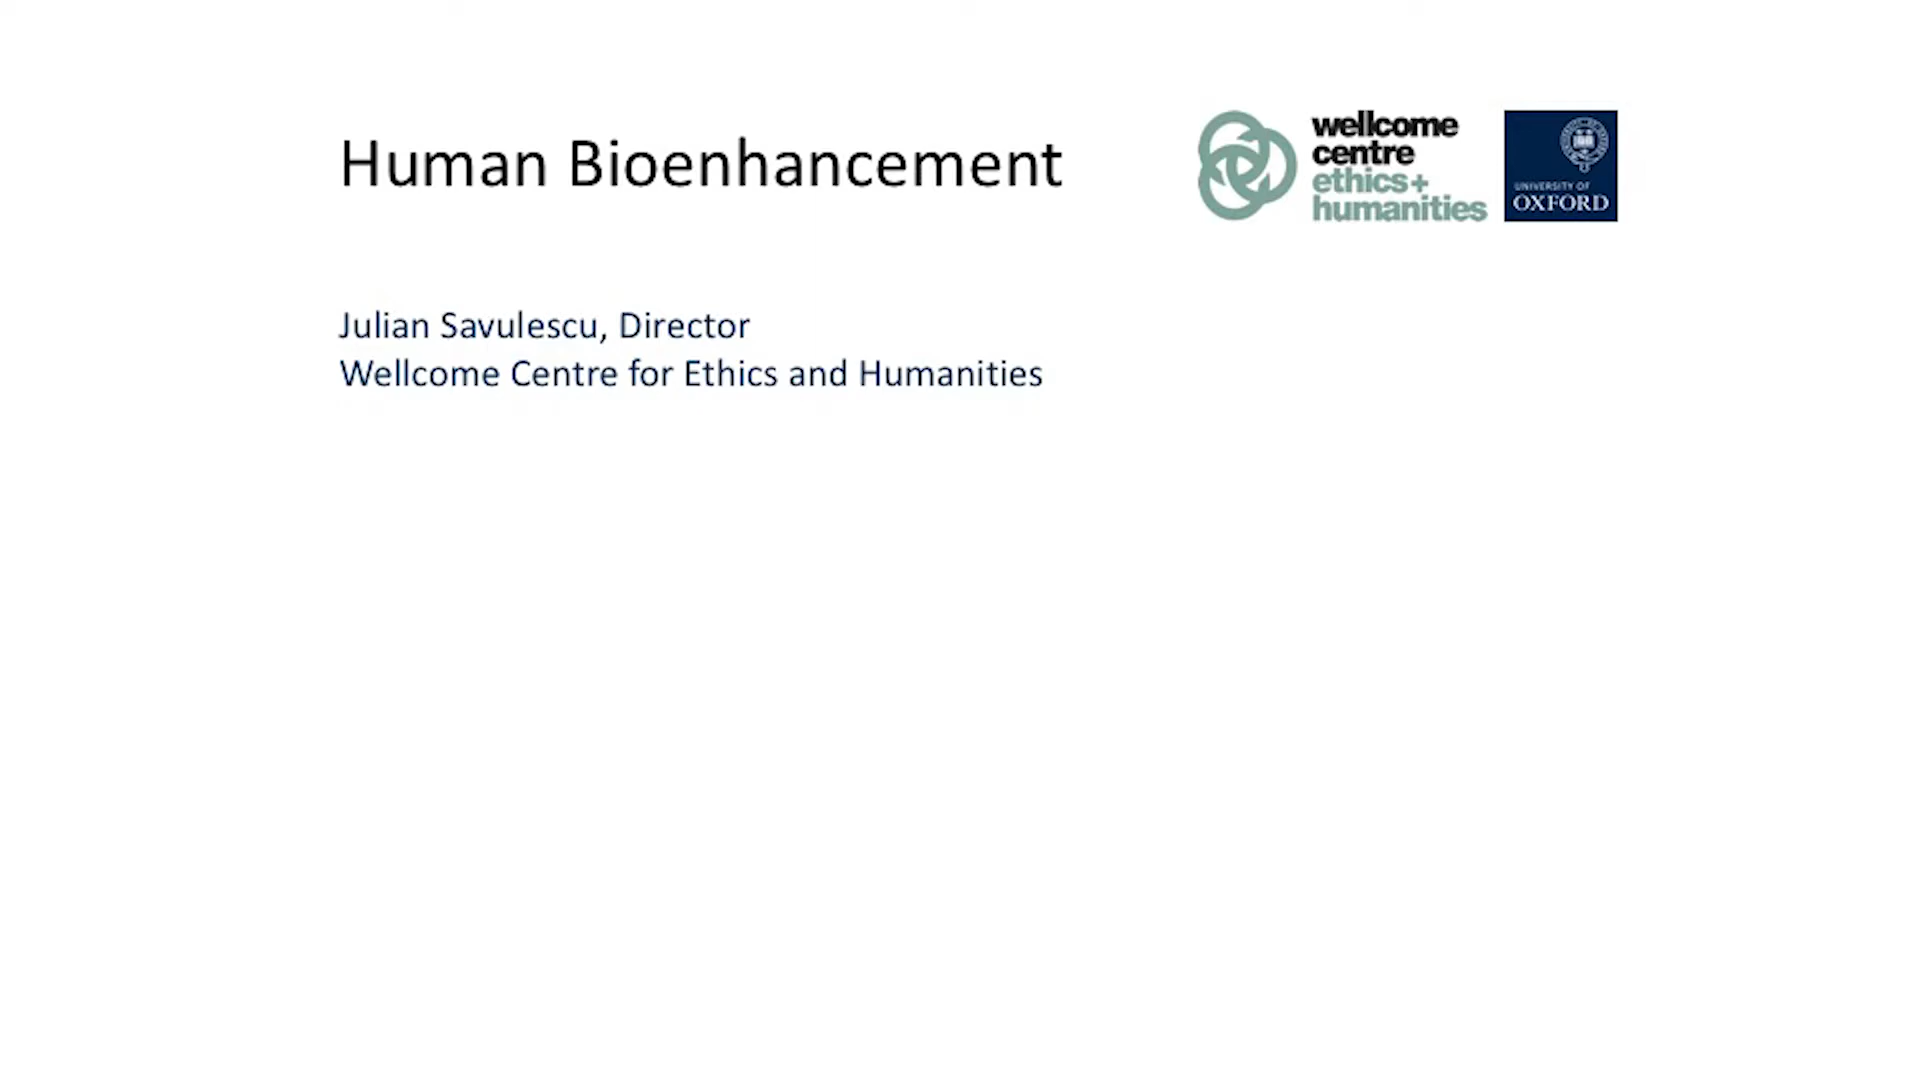 Human Bioenhancement
wellcome
centre
ethics+
humanities
UNIVERSITY OF
OXFORD
Julian Savulescu, Director
Wellcome Centre for Ethics and Humanities